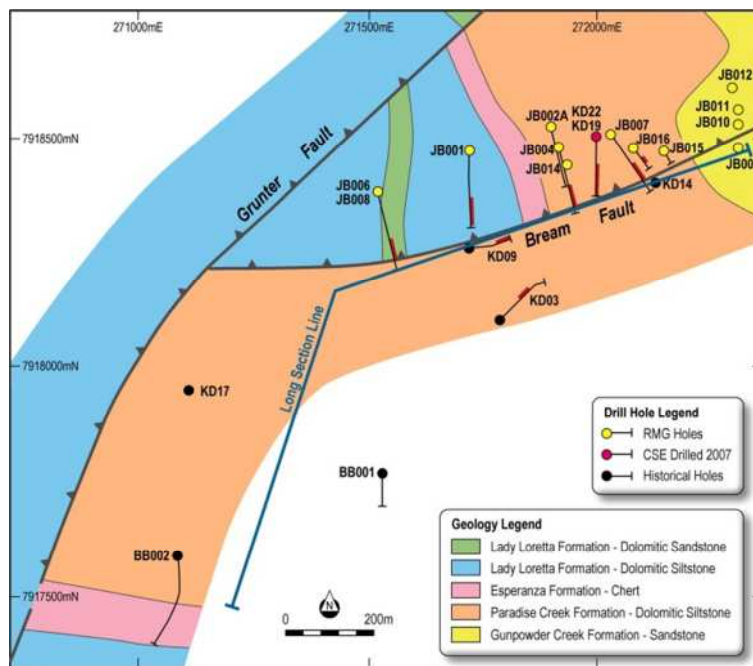 271000mE
271500mE
272000mE
7918500mN
7918000mN
7917500mN
JB012
JB011
JB010
JB00
KD22
KD19
JB007
JB002A
JB016
JB015
JB004
JB014
JB001
JB006
JB008
KD14
Grunter Fault
Bream Fault
KD09
KD03
KD17
Long Section Line
BB001
BB002
N
0 200m
Drill Hole Legend
RMG Holes
CSE Drilled 2007
Historical Holes
Geology Legend
Lady Loretta Formation - Dolomitic Sandstone
Lady Loretta Formation - Dolomitic Siltstone
Esperanza Formation - Chert
Paradise Creek Formation - Dolomitic Siltstone
Gunpowder Creek Formation - Sandstone